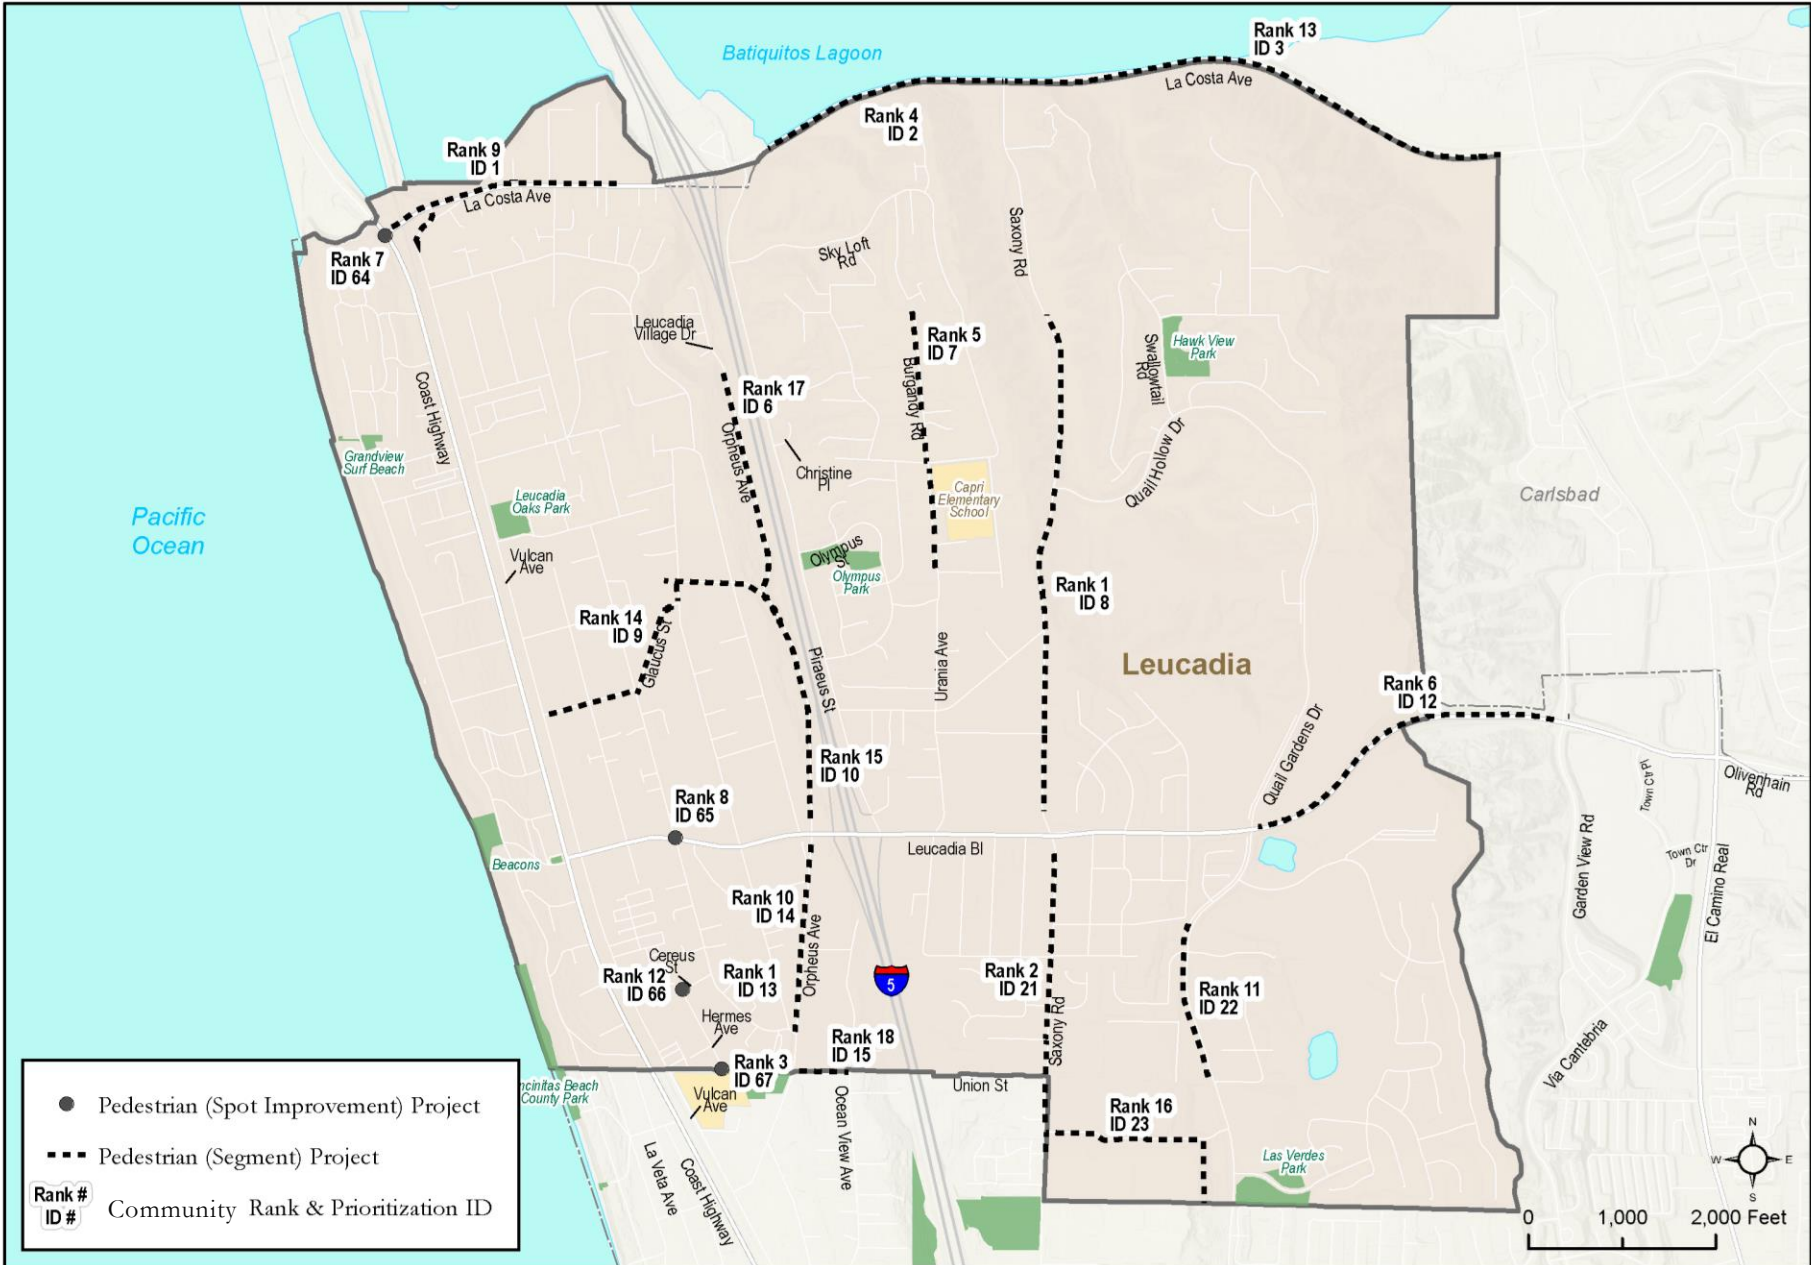 Batiquitos Lagoon
Rank 13
ID 3
La Costa Ave
Rank 4
ID 2
Rank 9
ID 1
La Costa Ave
Rank 7
ID 64
Sky Loft
Rd
Saxony Rd
Leucadia
Village Dr
Rank 5
ID 7
Burgandy Rd
Swallowtail
Rd
Hawk View
Park
Coast Highway
Rank 17
ID 6
Orpheus Ave
Quail Hollow Dr
Grandview
Surf Beach
Christine
Pl
Capri
Elementary
School
Carlsbad
Leucadia
Oaks Park
Pacific
Ocean
Vulcan
Ave
Olympus
St
Olympus
Park
Rank 1
ID 8
Rank 14
ID 9
Glaucus St
Piraeus St
Urania Ave
Leucadia
Rank 6
ID 12
Quail Gardens Dr
Rank 15
ID 10
Olivenhain
Rd
Town Ctr Pl
Rank 8
ID 65
Leucadia Bl
Beacons
Garden View Rd
Town Ctr
Dr
El Camino Real
Rank 10
ID 14
Orpheus Ave
Cereus
St
Rank 12
ID 66
Rank 1
ID 13
5
Rank 2
ID 21
Rank 11
ID 22
Hermes
Ave
Saxony Rd
Rank 18
ID 15
Via Cantebria
Rank 3
ID 67
Union St
ncinitas Beach
County Park
Vulcan
Ave
Ocean View Ave
Rank 16
ID 23
Las Verdes
Park
La Veta Ave
Coast Highway
Pedestrian (Spot Improvement) Project
Pedestrian (Segment) Project
Rank #
ID #
Community Rank & Prioritization ID
N
W E
S
0 1,000 2,000 Feet